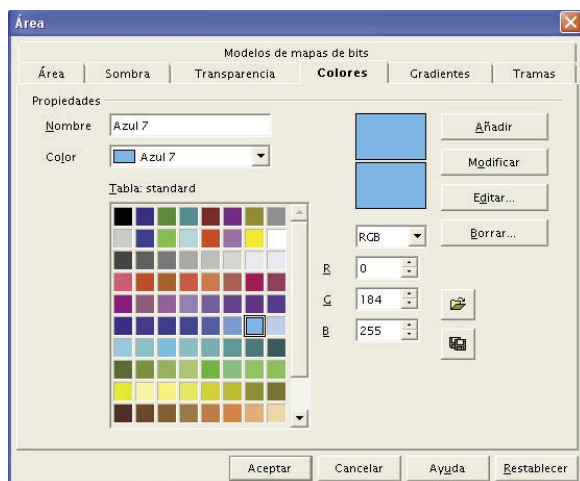 Área
Modelos de mapas de bits
Área Sombra Transparencia Colores Gradientes Tramas
Propiedades
Nombre Azul 7
Color Azul 7
Tabla: standard
Añadir
Modificar
Editar...
Borrar...
RGB
R 0
G 184
B 255
Aceptar Cancelar Ayuda Restablecer